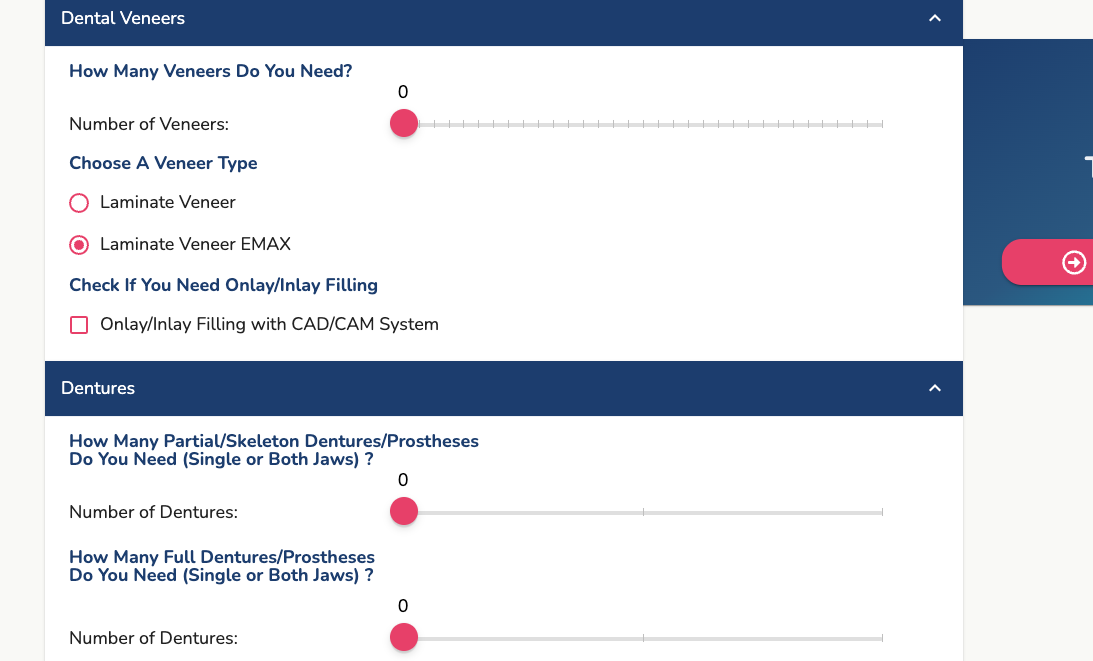 Dental Veneers
How Many Veneers Do You Need?
0
Number of Veneers:
Choose A Veneer Type
Laminate Veneer
Laminate Veneer EMAX
Check If You Need Onlay/Inlay Filling
Onlay/Inlay Filling with CAD/CAM System
Dentures
How Many Partial/Skeleton Dentures/Prostheses
Do You Need (Single or Both Jaws) ?
0
Number of Dentures:
How Many Full Dentures/Prostheses
Do You Need (Single or Both Jaws) ?
0
Number of Dentures: